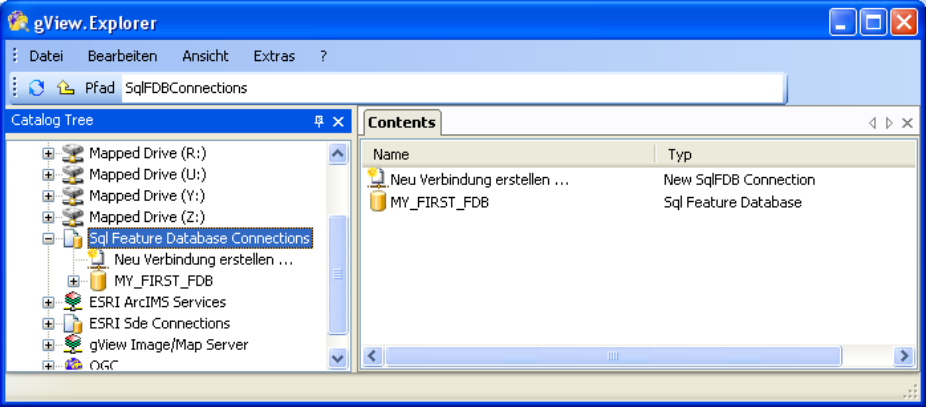 gView.Explorer
Datei Bearbeiten Ansicht Extras ?
Pfad SqlFDBConnections
Catalog Tree
Mapped Drive (R:)
Mapped Drive (U:)
Mapped Drive (Y:)
Mapped Drive (Z:)
Sql Feature Database Connections
Neu Verbindung erstellen ...
MY_FIRST_FDB
ESRI ArcIMS Services
ESRI Sde Connections
gView Image/Map Server
OGC
Contents
Name Typ
Neu Verbindung erstellen ... New SqlFDB Connection
MY_FIRST_FDB Sql Feature Database